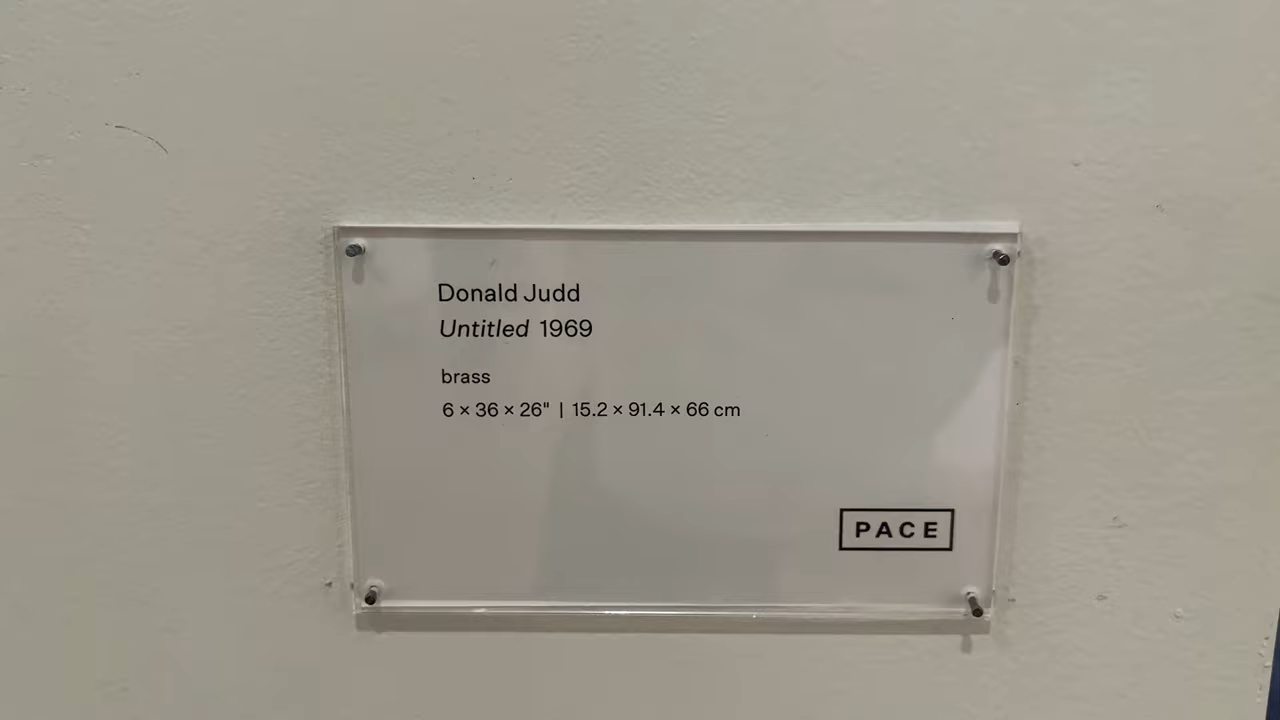 Donald Judd
Untitled 1969
brass
6 × 36 × 26" | 15.2 × 91.4 × 66 cm
PACE